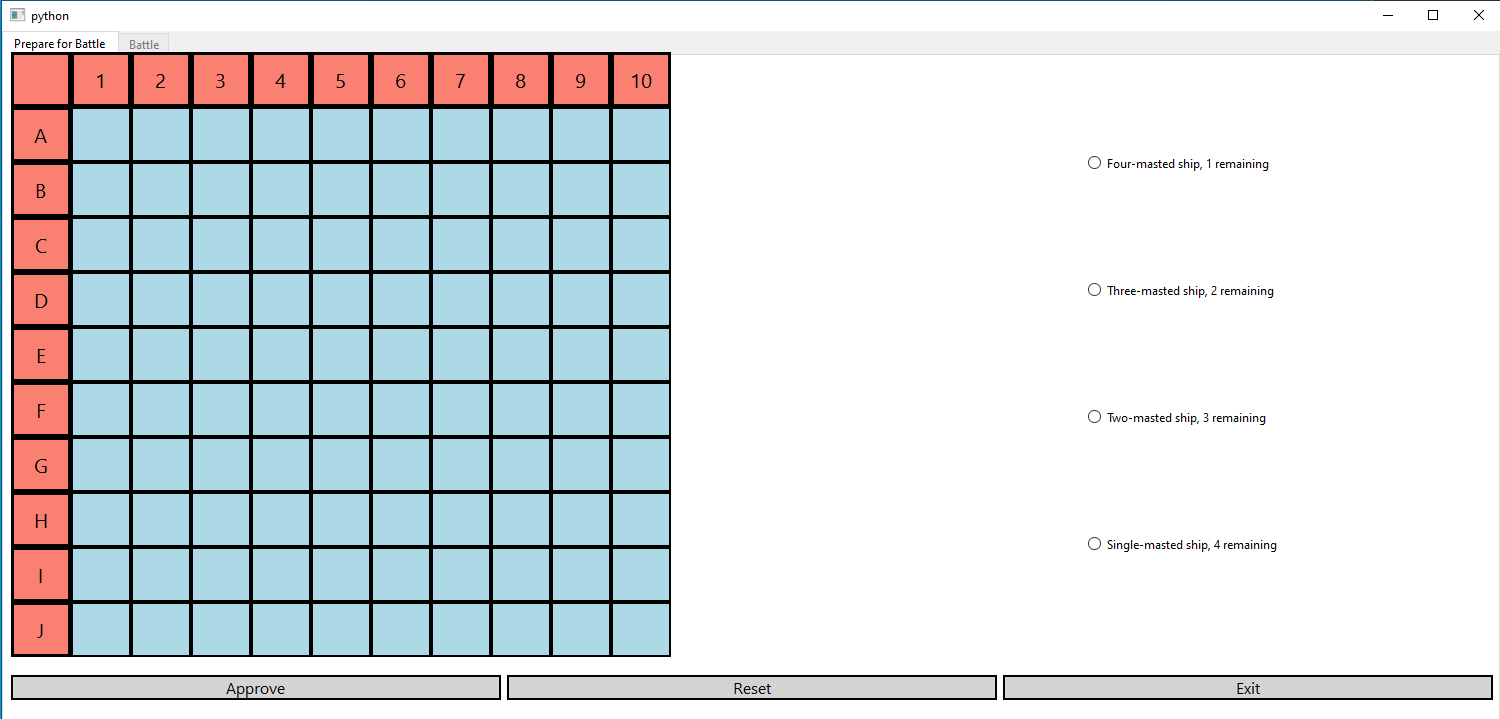 python
Prepare for Battle Battle
1 2 3 4 5 6 7 8 9 10
A
B
C
D
E
F
G
H
I
J
Four-masted ship, 1 remaining
Three-masted ship, 2 remaining
Two-masted ship, 3 remaining
Single-masted ship, 4 remaining
Approve Reset Exit